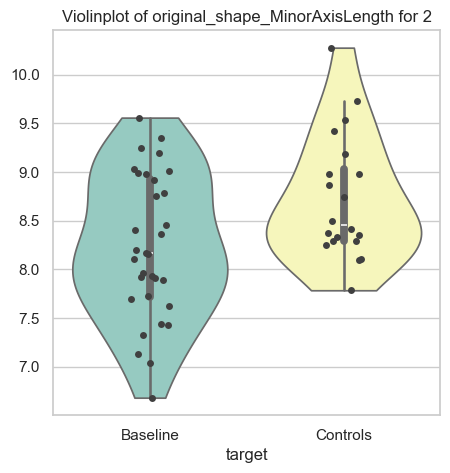 Violinplot of original_shape_MinorAxisLength for 2
10.0
9.5
9.0
8.5
8.0
7.5
7.0
Baseline Controls
target